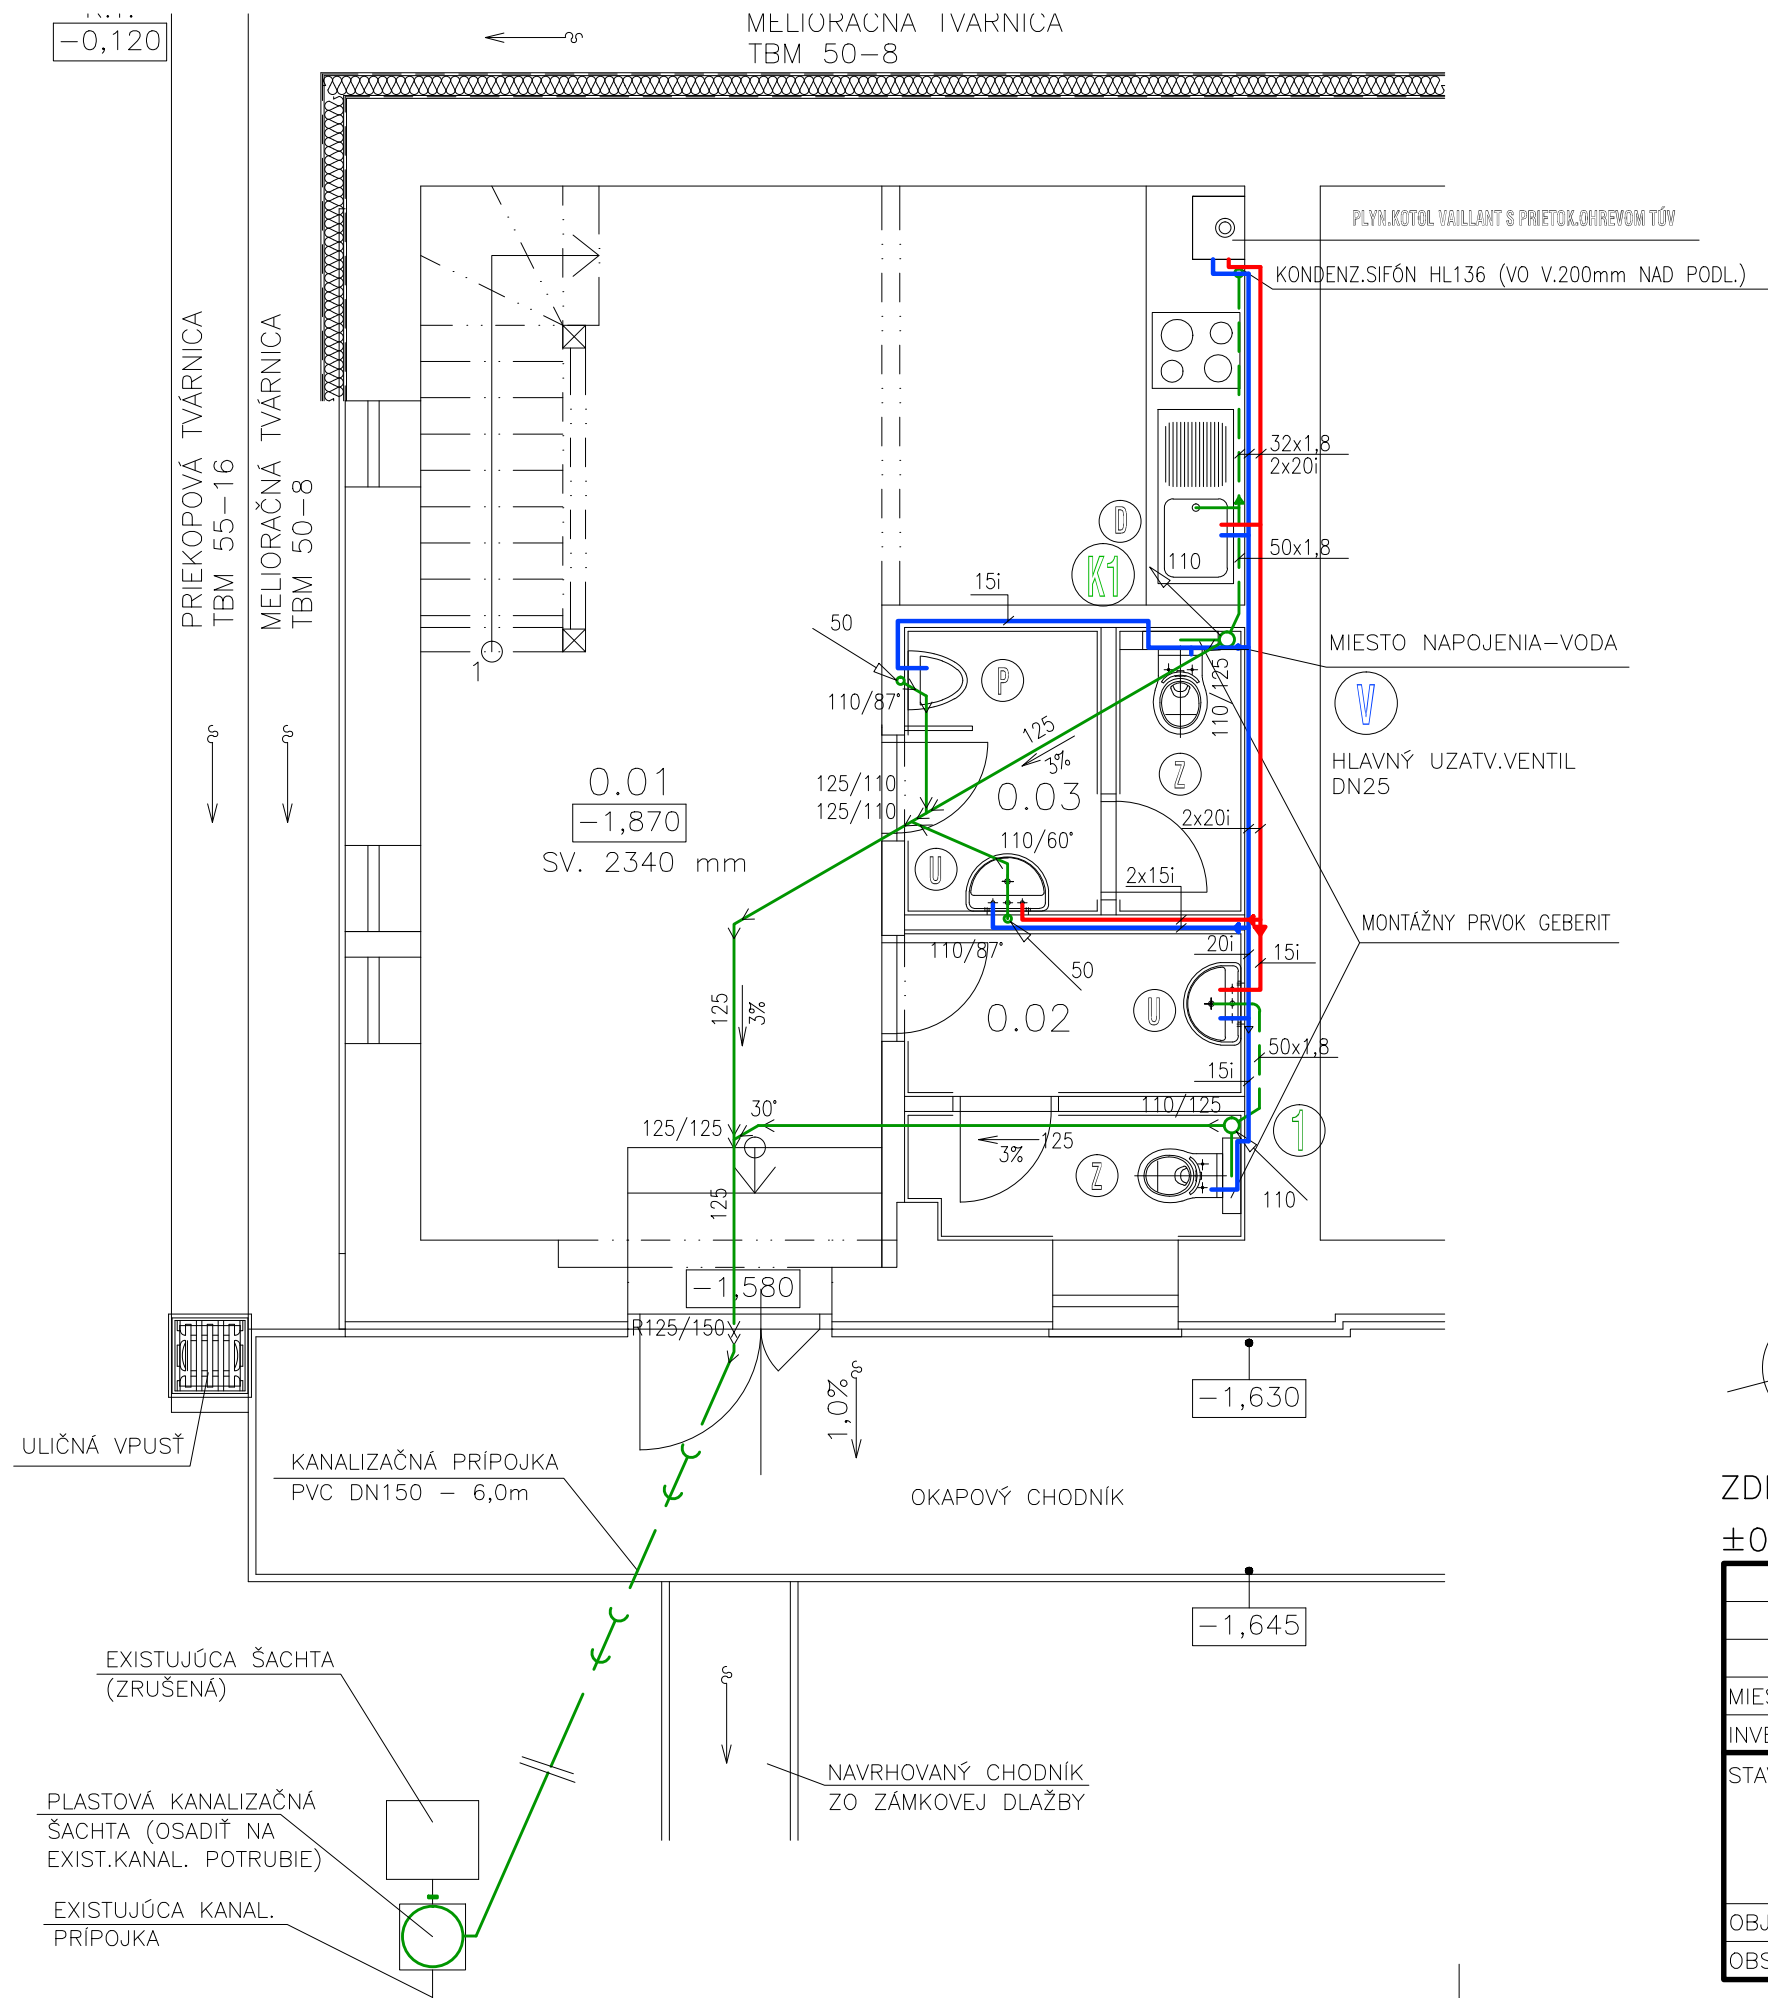 -0,120
MELIORAČNÁ TVÁRNICA
TBM 50-8
PLYN.KOTOL VAILLANT S PRIETOK.OHREVOM TÚV
KONDENZ.SIFÓN HL136 (VO V.200mm NAD PODL.)
PRIEKOPOVÁ TVÁRNICA
TBM 55-16
MELIORAČNÁ TVÁRNICA
TBM 50-8
32x1,8
2x20i
D
K1
110
50x1,8
15i
50
1
MIESTO NAPOJENIA-VODA
V
HLAVNÝ UZATV.VENTIL
DN25
P
110/87°
110/125
125
3%
Z
0.01
-1,870
SV. 2340 mm
125/110
125/110
0.03
110/60°
U
2x20i
2x15i
MONTÁŽNY PRVOK GEBERIT
110/87°
50
20i
15i
125
3%
0.02
U
50x1,8
15i
110/125
30°
125/125
125
3%
1
Z
110
125
-1,580
R125/150
1,0%
-1,630
ULIČNÁ VPUSŤ
KANALIZAČNÁ PRÍPOJKA
PVC DN150 - 6,0m
OKAPOVÝ CHODNÍK
±0
-1,645
EXISTUJÚCA ŠACHTA
(ZRUŠENÁ)
NAVRHOVANÝ CHODNÍK
ZO ZÁMKOVEJ DLAŽBY
PLASTOVÁ KANALIZAČNÁ
ŠACHTA (OSADIŤ NA
EXIST.KANAL. POTRUBIE)
EXISTUJÚCA KANAL.
PRÍPOJKA
INVE
OBJ
OBS